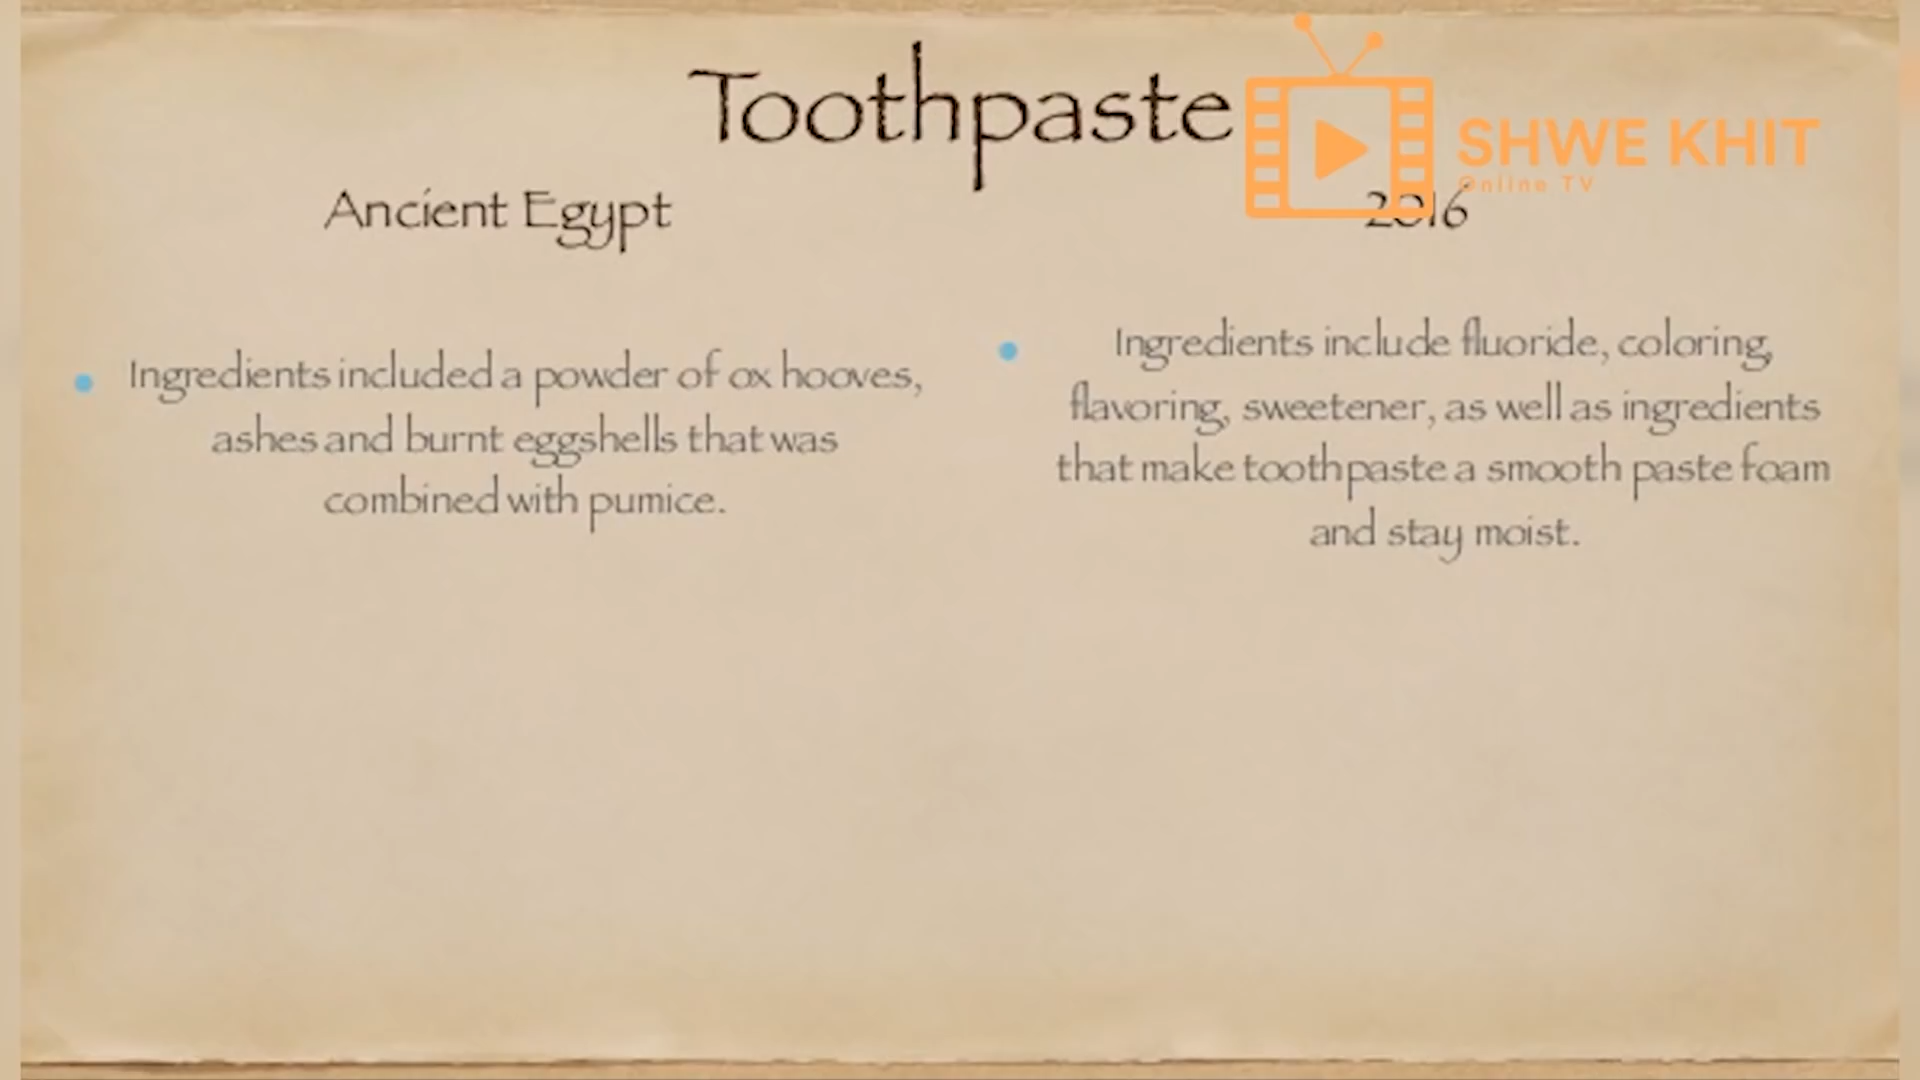 Toothpaste
SHWE KHIT
Online TV
Ancient Egypt
2016
Ingredients included a powder of ox hooves,
ashes and burnt eggshells that was
combined with pumice.
Ingredients include fluoride, coloring,
flavoring, sweetener, as well as ingredients
that make toothpaste a smooth paste foam
and stay moist.